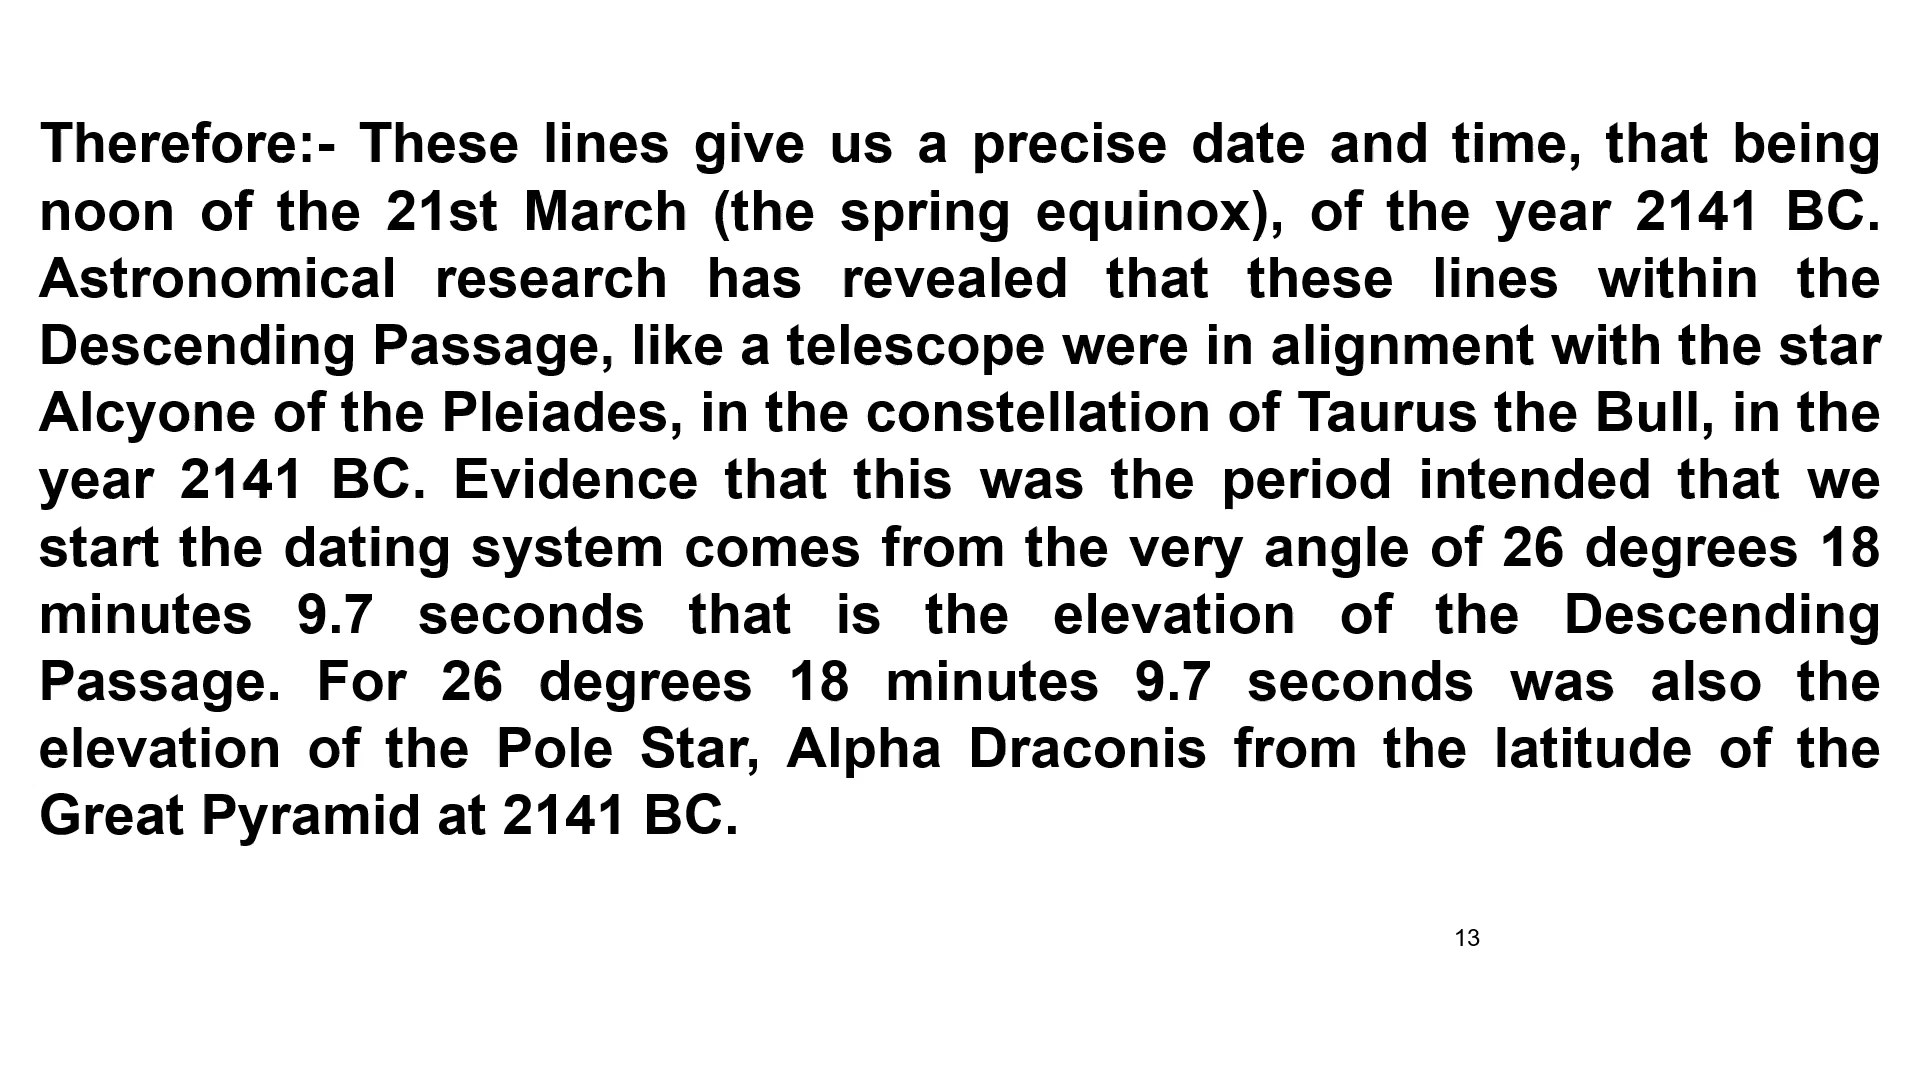 Therefore:- These lines give us a precise date and time, that being
noon of the 21st March (the spring equinox), of the year 2141 BC.
Astronomical research has revealed that these lines within the
Descending Passage, like a telescope were in alignment with the star
Alcyone of the Pleiades, in the constellation of Taurus the Bull, in the
year 2141 BC. Evidence that this was the period intended that we
start the dating system comes from the very angle of 26 degrees 18
minutes 9.7 seconds that is the elevation of the Descending
Passage. For 26 degrees 18 minutes 9.7 seconds was also the
elevation of the Pole Star, Alpha Draconis from the latitude of the
Great Pyramid at 2141 BC.
13